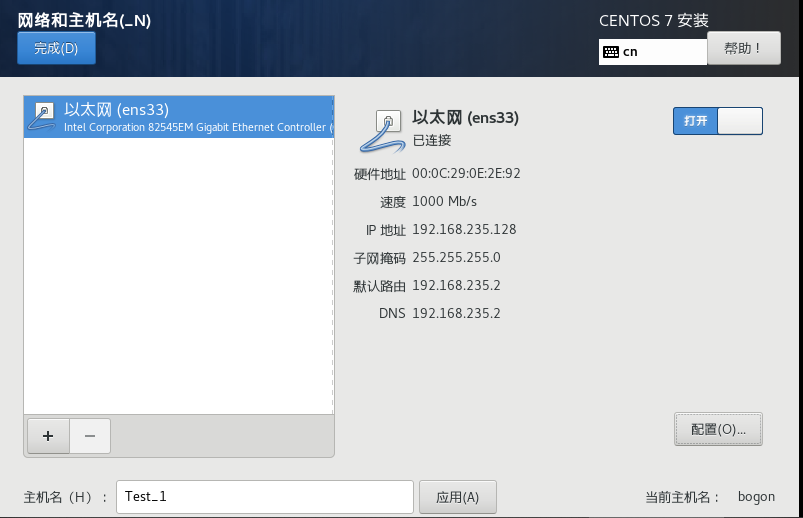 网络和主机名(_N)
CENTOS 7 安装
完成(D)
cn
帮助！
以太网 (ens33)
Intel Corporation 82545EM Gigabit Ethernet Controller (
以太网 (ens33)
已连接
打开
硬件地址 00:0C:29:0E:2E:92
速度 1000 Mb/s
IP 地址 192.168.235.128
子网掩码 255.255.255.0
默认路由 192.168.235.2
DNS 192.168.235.2
+ −
配置(O)...
主机名（H）： Test_1 应用(A) 当前主机名： bogon